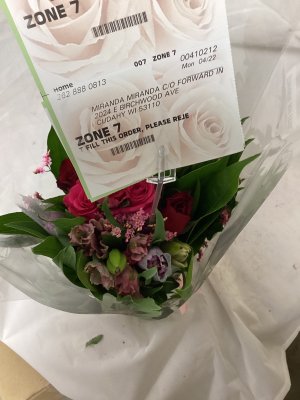 ZONE 7
007 ZONE 7
00410212
Mon 04/22
Home
262 888 0813
MIRANDA MIRANDA C/O FORWARD IN
2024 E BIRCHWOOD AVE
CUDAHY WI 53110
ZONE 7
* FILL THIS ORDER, PLEASE REJE